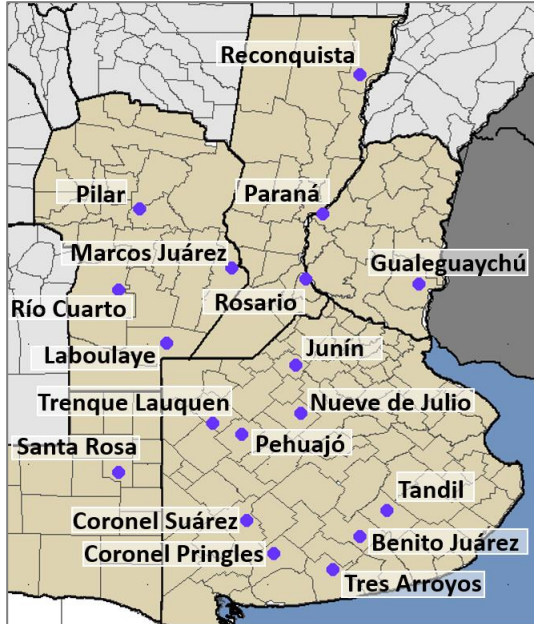 Reconquista
Pilar
Paraná
Marcos Juárez
Gualeguaychú
Río Cuarto
Rosario
Laboulaye
Junín
Trenque Lauquen
Nueve de Julio
Pehuajó
Santa Rosa
Tandil
Coronel Suárez
Benito Juárez
Coronel Pringles
Tres Arroyos